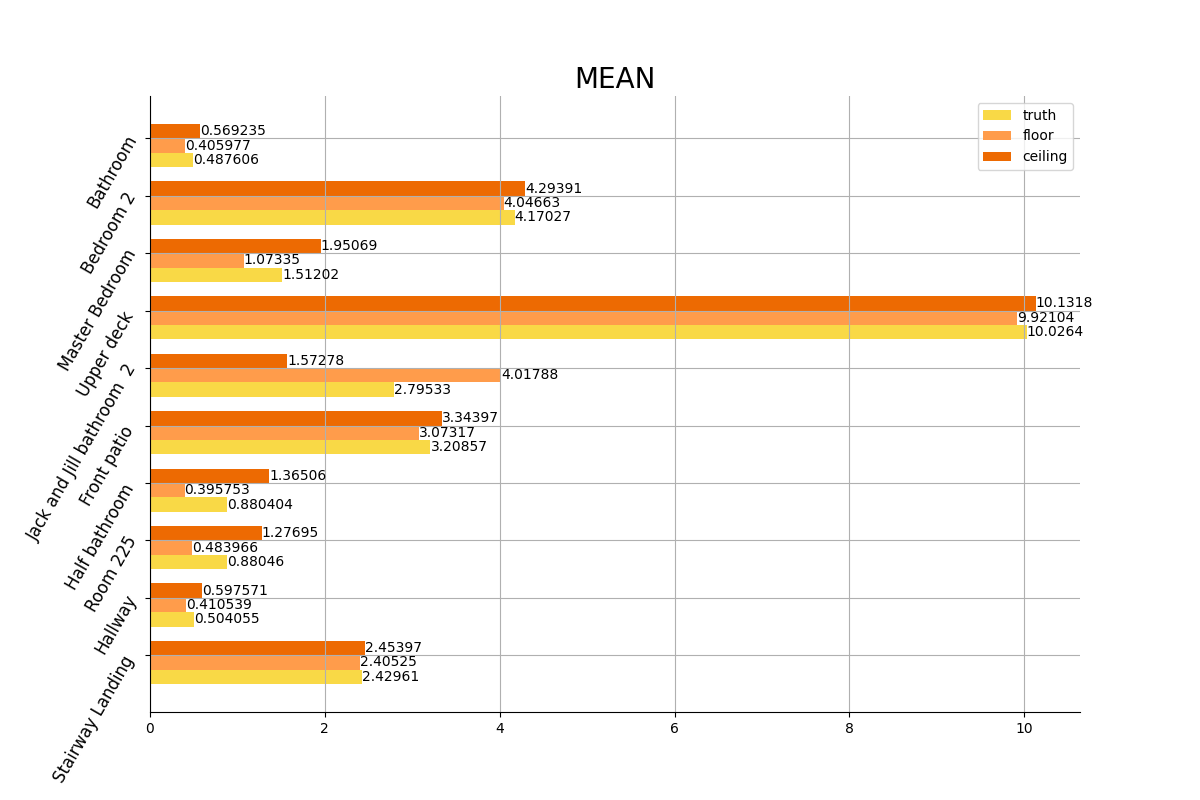 MEAN
truth
floor
ceiling
Bathroom
0.569235
0.405977
0.487606
Bedroom 2
4.29391
4.04663
4.17027
Master Bedroom
1.95069
1.07335
1.51202
Upper deck
10.1318
9.92104
10.0264
Jack and Jill bathroom 2
1.57278
4.01788
2.79533
Front patio
3.34397
3.07317
3.20857
Half bathroom
1.36506
0.395753
0.880404
Room 225
1.27695
0.483966
0.88046
Hallway
0.597571
0.410539
0.504055
Stairway Landing
2.45397
2.40525
2.42961
0 2 4 6 8 10